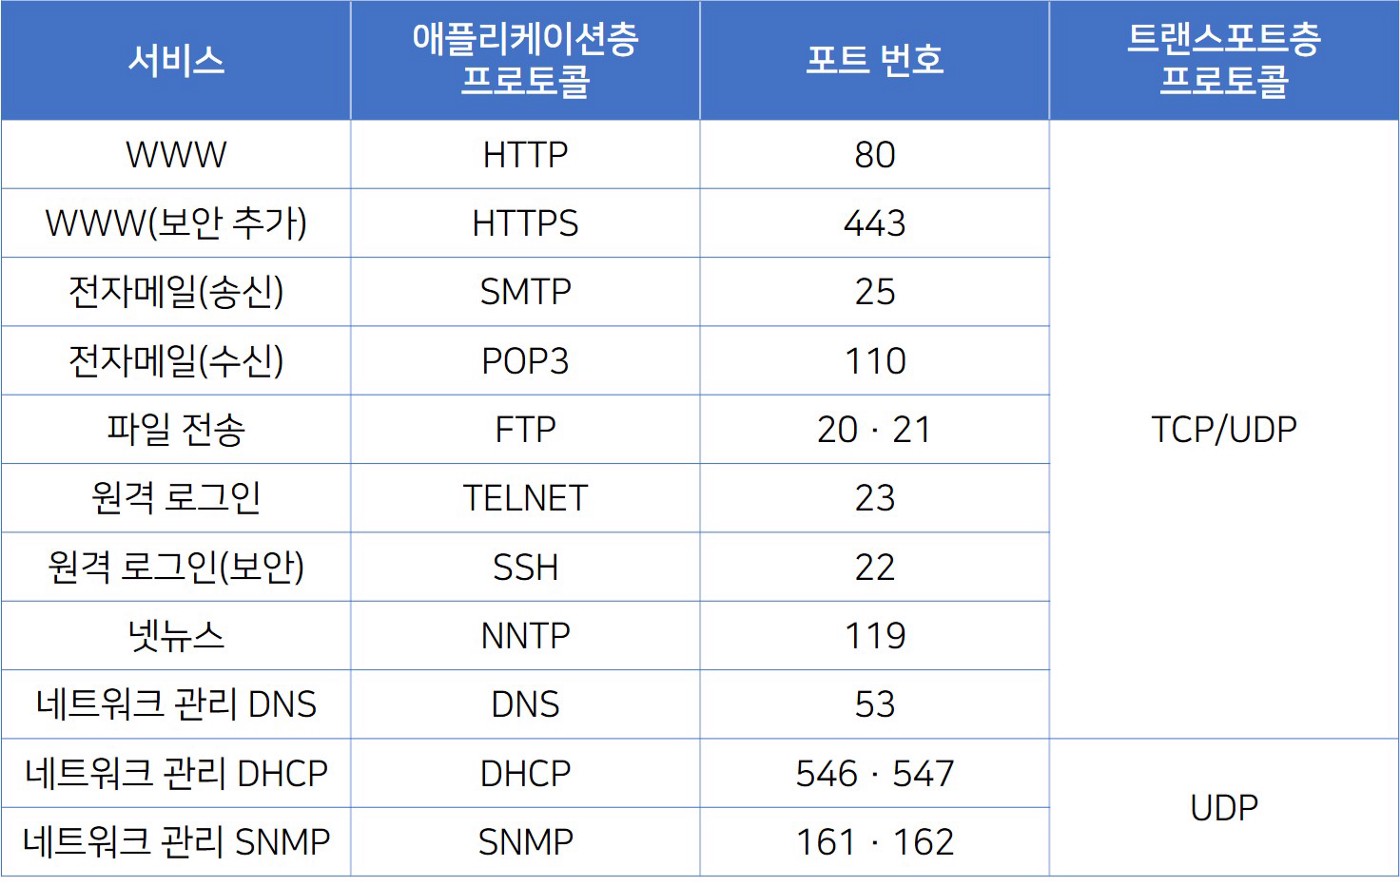 서비스
애플리케이션층
프로토콜
포트 번호
트랜스포트층
프로토콜
WWW HTTP 80
WWW(보안 추가) HTTPS 443
전자메일(송신) SMTP 25
전자메일(수신) POP3 110
파일 전송 FTP 20 · 21 TCP/UDP
원격 로그인 TELNET 23
원격 로그인(보안) SSH 22
넷뉴스 NNTP 119
네트워크 관리 DNS DNS 53
네트워크 관리 DHCP DHCP 546 · 547
UDP
네트워크 관리 SNMP SNMP 161 · 162